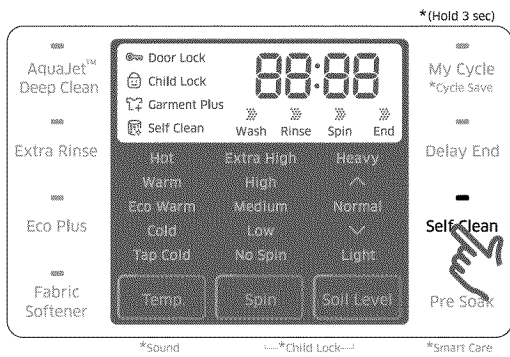 *(Hold 3 sec)
AquaJet™
Deep Clean
Extra Rinse
Eco Plus
Fabric
Softener
Door Lock
Child Lock
Garment Plus
Self Clean
88:88
Wash Rinse Spin End
Hot Extra High Heavy
Warm High
Eco Warm Medium Normal
Cold Low
Tap Cold No Spin Light
Temp. Spin Soil Level
My Cycle
*Cycle Save
Delay End
Self Clean
Pre Soak
*Sound *Child Lock *Smart Care